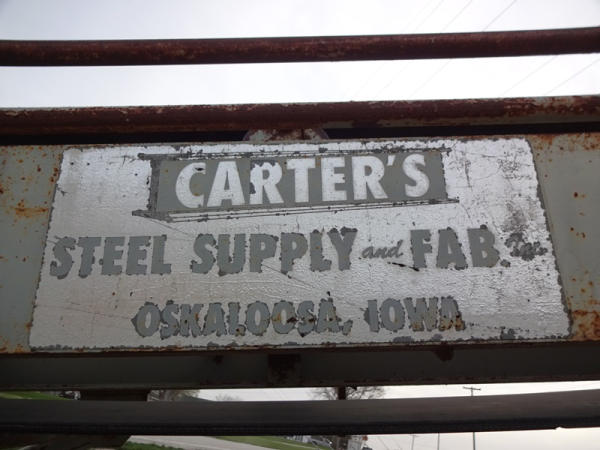 CARTER'S
STEEL SUPPLY and FAB. Inc.
OSKALOOSA, IOWA